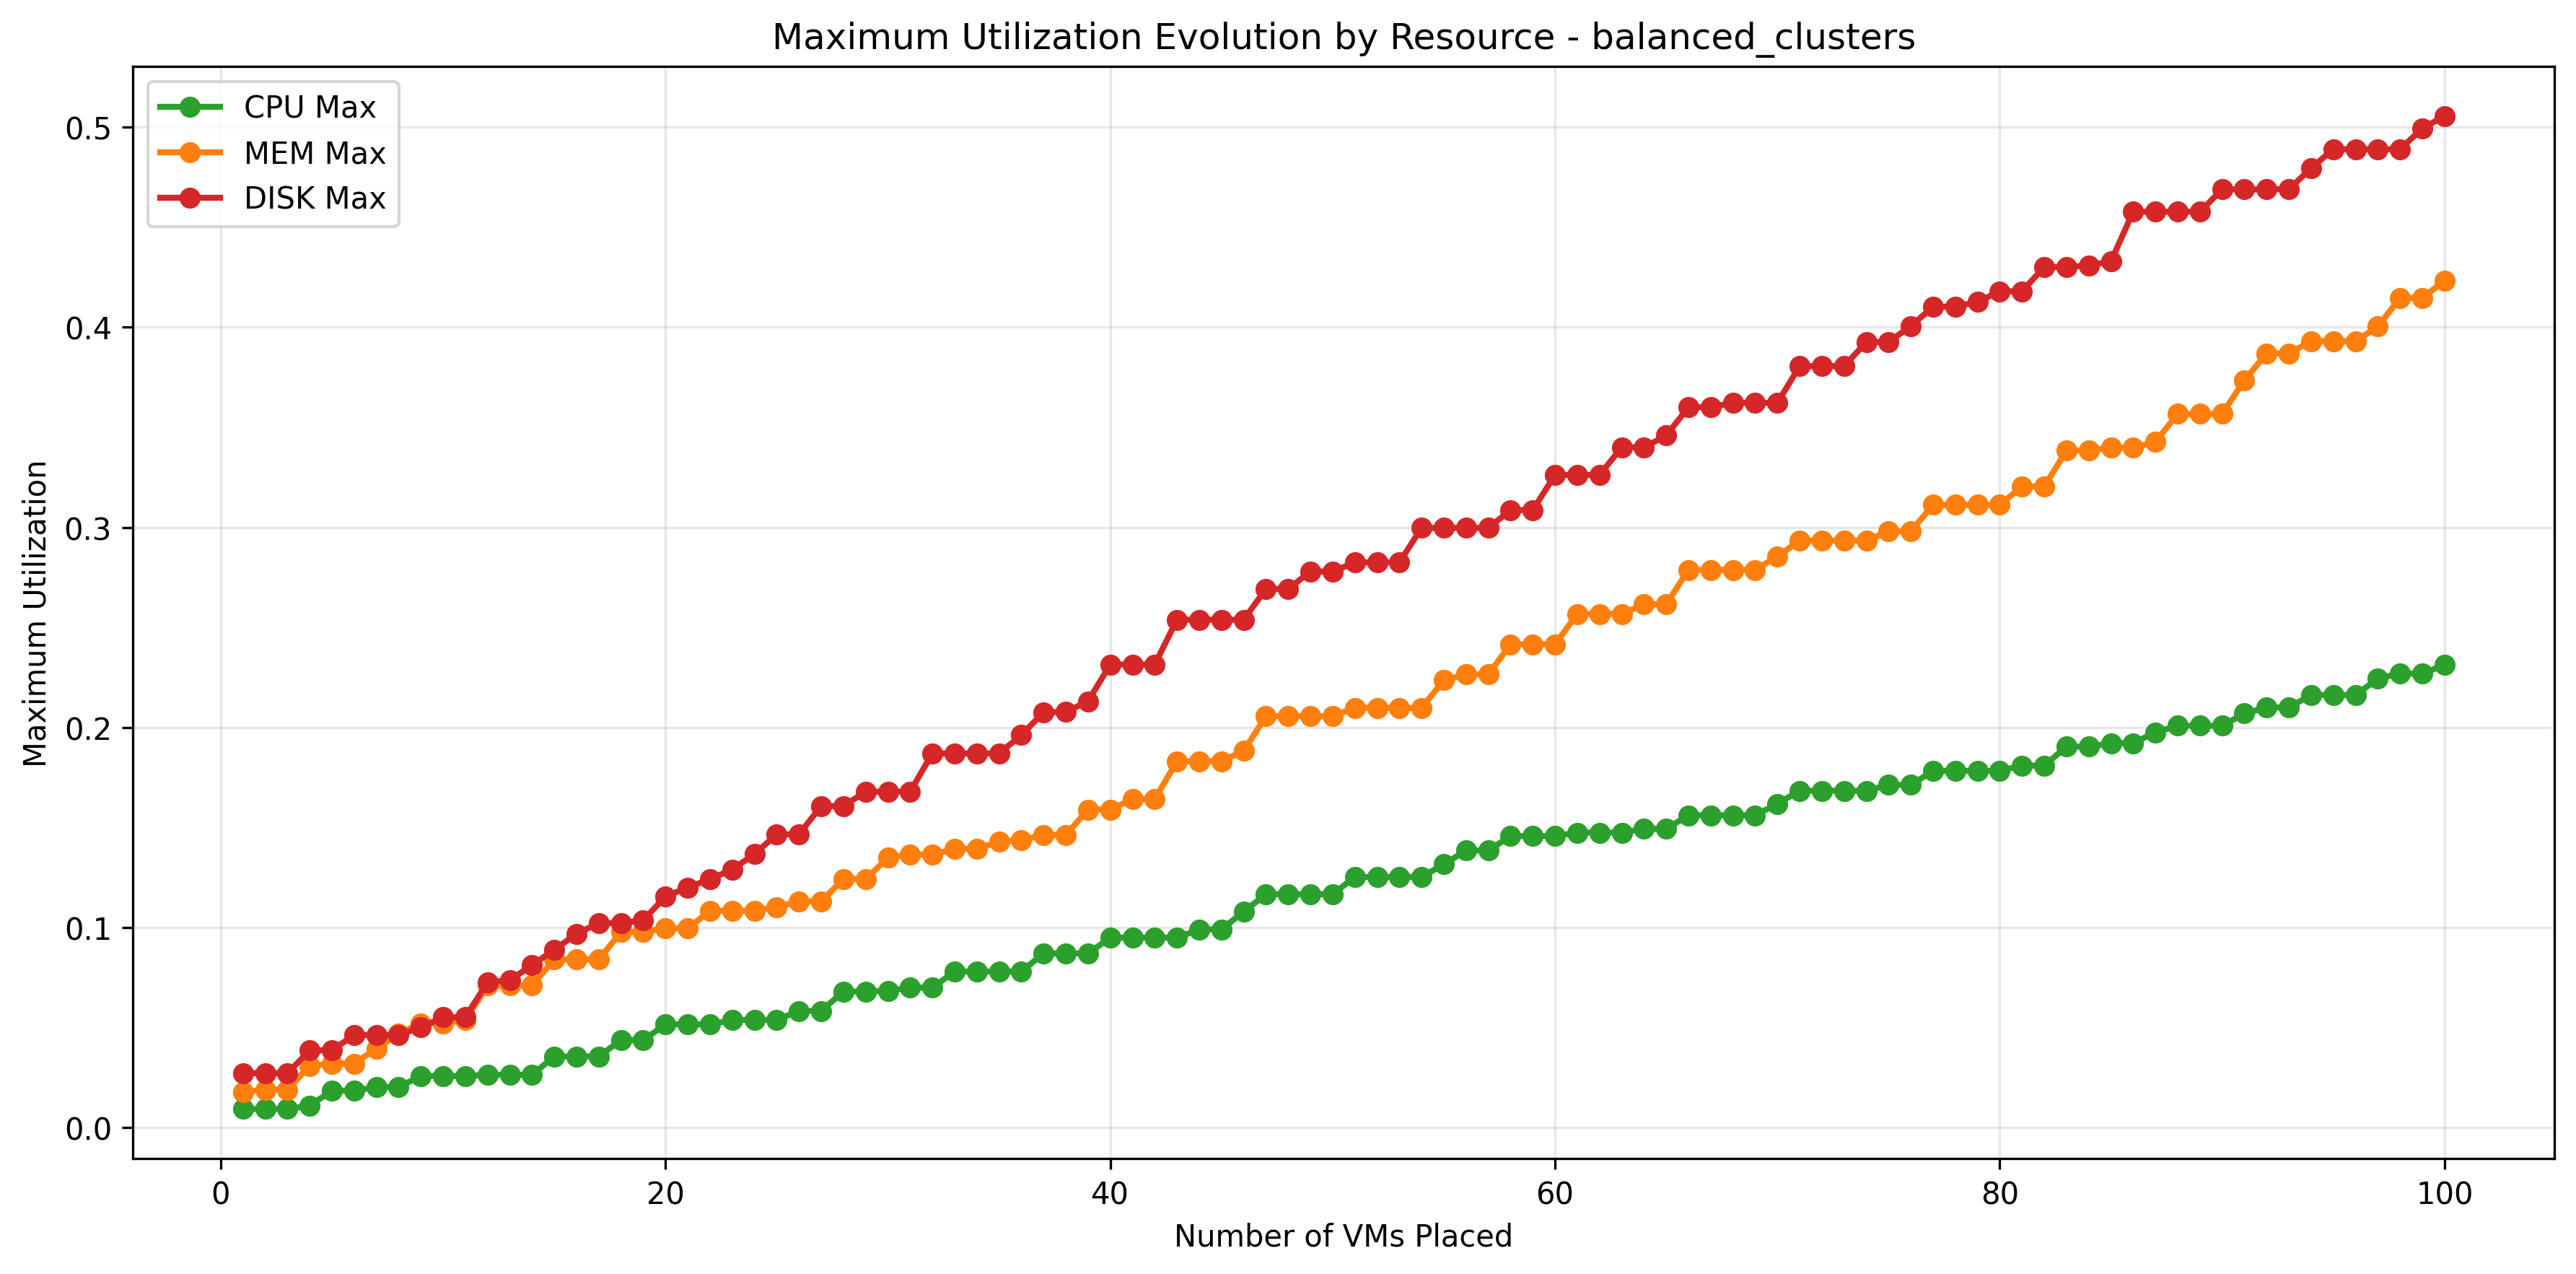 Maximum Utilization Evolution by Resource - balanced_clusters
CPU Max
MEM Max
DISK Max
0.5
0.4
0.3
0.2
0.1
0.0
Maximum Utilization
0
20
40
60
80
100
Number of VMs Placed